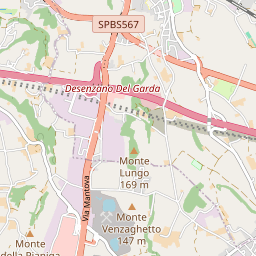 SPBS567
Desenzano Del Garda
Monte
Lungo
169 m
Via Mantova
Monte
Venzaghetto
147 m
Monte
della Pianiga